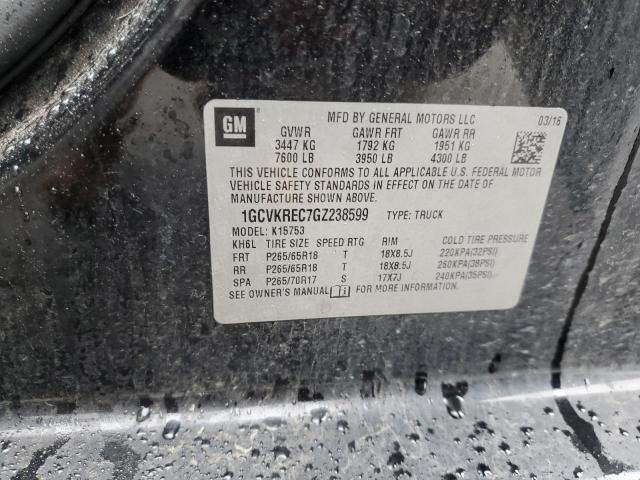 GM
MFD BY GENERAL MOTORS LLC
03/16
GVWR GAWR FRT GAWR RR
3447 KG 1792 KG 1951 KG
7600 LB 3950 LB 4300 LB
THIS VEHICLE CONFORMS TO ALL APPLICABLE U.S. FEDERAL MOTOR
VEHICLE SAFETY STANDARDS IN EFFECT ON THE DATE OF
MANUFACTURE SHOWN ABOVE.
1GCVKREC7GZ238599 TYPE: TRUCK
MODEL: K15753
KH6L TIRE SIZE SPEED RTG RIM COLD TIRE PRESSURE
FRT P265/65R18 T 18X8.5J 220KPA(32PSI)
RR P265/65R18 T 18X8.5J 260KPA(38PSI)
SPA P265/70R17 S 17X7J 240KPA(35PSI)
SEE OWNER'S MANUAL FOR MORE INFORMATION.